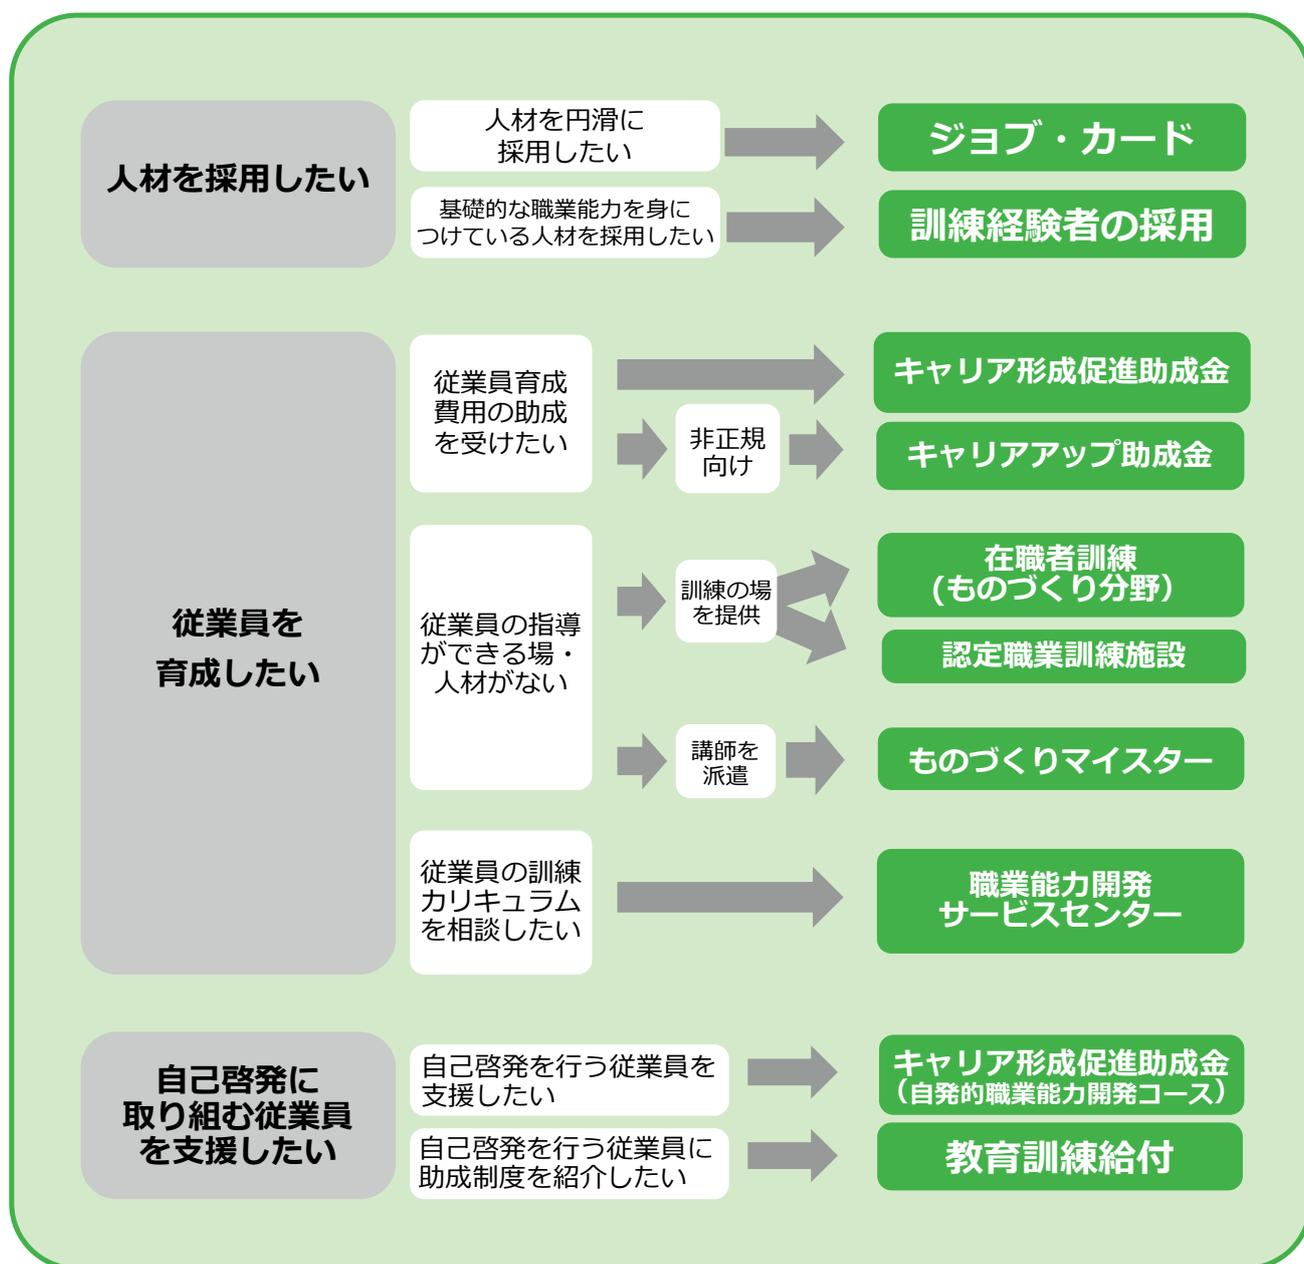 人材を採用したい
人材を円滑に
採用したい
ジョブ・カード
基礎的な職業能力を身に
つけている人材を採用したい
訓練経験者の採用
従業員を
育成したい
従業員育成
費用の助成
を受けたい
キャリア形成促進助成金
非正規
向け
キャリアアップ助成金
従業員の指導
ができる場・
人材がない
訓練の場
を提供
在職者訓練
(ものづくり分野）
認定職業訓練施設
講師を
派遣
ものづくりマイスター
従業員の訓練
カリキュラム
を相談したい
職業能力開発
サービスセンター
自己啓発に
取り組む従業員
を支援したい
自己啓発を行う従業員を
支援したい
キャリア形成促進助成金
（自発的職業能力開発コース）
自己啓発を行う従業員に
助成制度を紹介したい
教育訓練給付